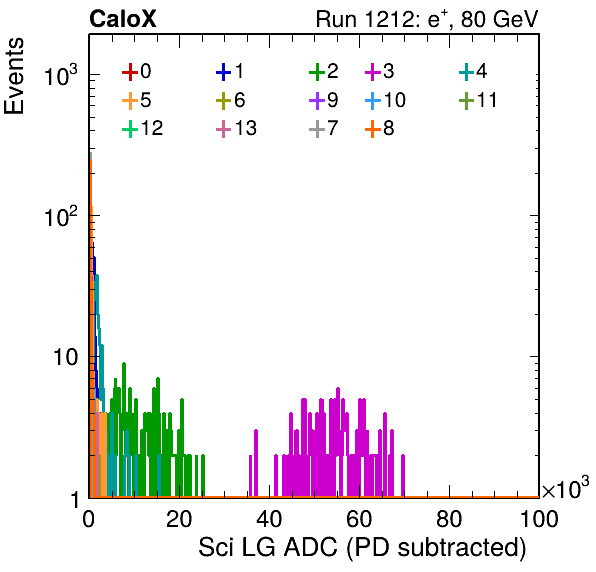 CaloX Run 1212: e⁺, 80 GeV
Events
10³
10²
10
1
0 1 2 3 4
5 6 9 10 11
12 13 7 8
0 20 40 60 80 100
×10³
Sci LG ADC (PD subtracted)